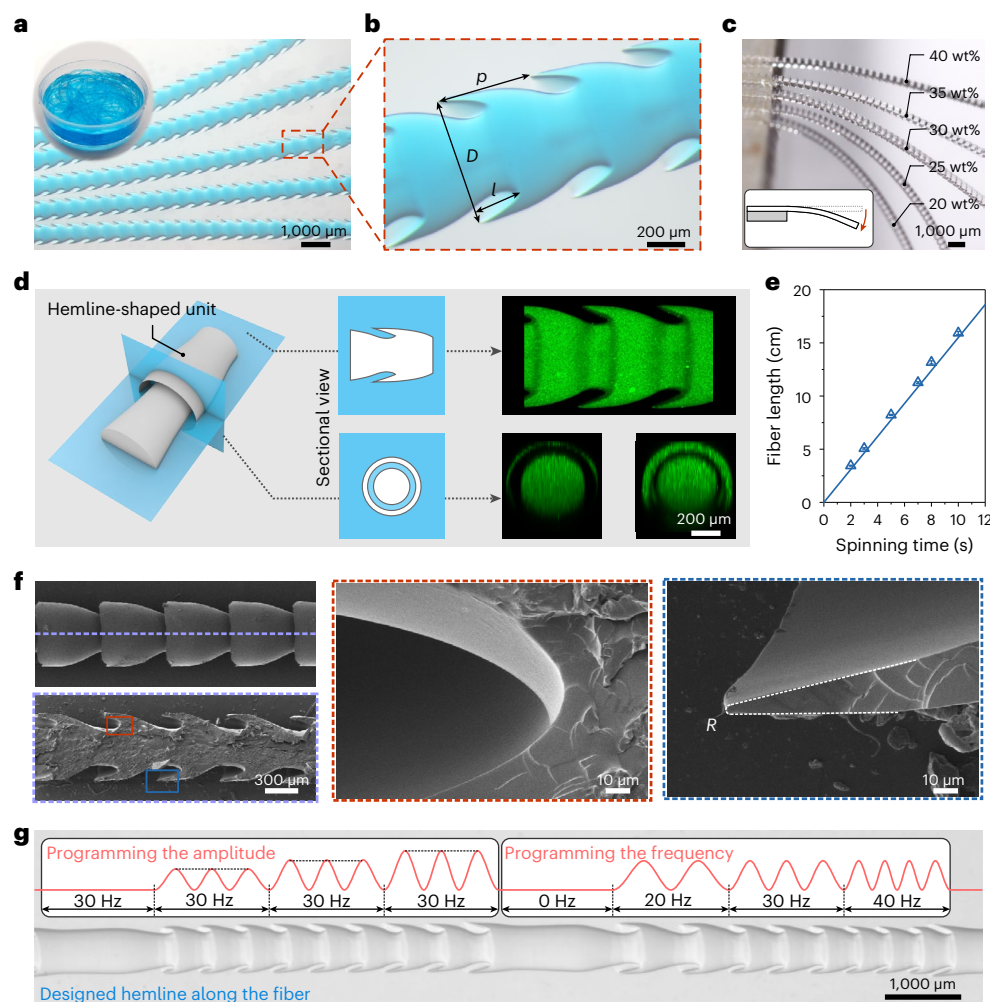 a
1,000 µm
b
p
D
l
200 µm
c
40 wt%
35 wt%
30 wt%
25 wt%
20 wt%
1,000 µm
d
Hemline-shaped unit
Sectional view
200 µm
e
Fiber length (cm)
20
15
10
5
0
0 2 4 6 8 10 12
Spinning time (s)
f
300 µm
10 µm
R
10 µm
g
Programming the amplitude
30 Hz 30 Hz 30 Hz 30 Hz
Programming the frequency
0 Hz 20 Hz 30 Hz 40 Hz
Designed hemline along the fiber
1,000 µm